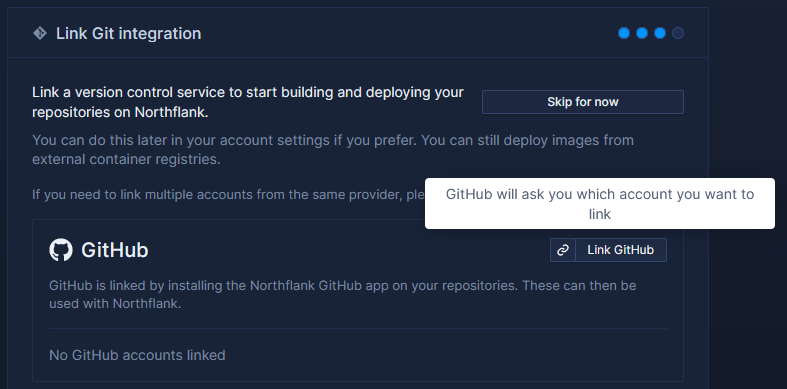 Link Git integration
Link a version control service to start building and deploying your
repositories on Northflank.
Skip for now
You can do this later in your account settings if you prefer. You can still deploy images from
external container registries.
If you need to link multiple accounts from the same provider,
GitHub will ask you which account you want to
link
GitHub
Link GitHub
GitHub is linked by installing the Northflank GitHub app on your repositories. These can then be
used with Northflank.
No GitHub accounts linked